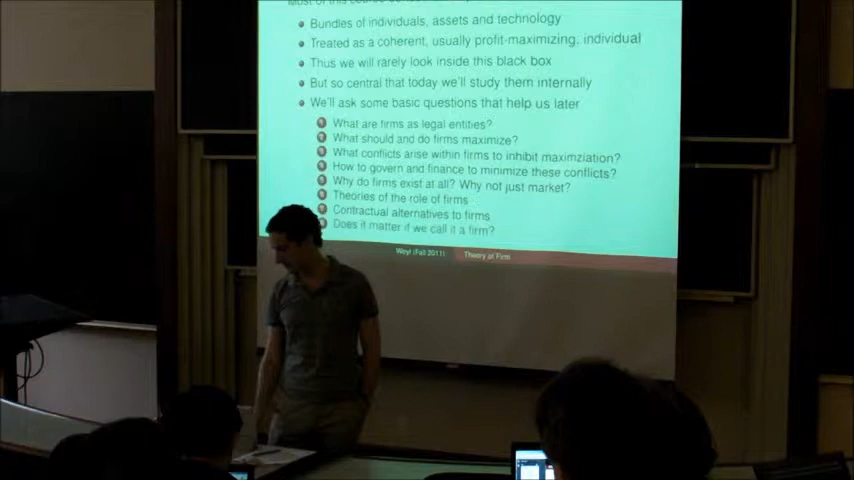 Most of this course
Bundles of individuals, assets and technology
Treated as a coherent, usually profit-maximizing, individual
Thus we will rarely look inside this black box
But so central that today we'll study them internally
We'll ask some basic questions that help us later
What are firms as legal entities?
What should and do firms maximize?
What conflicts arise within firms to inhibit maximziation?
How to govern and finance to minimize these conflicts?
Why do firms exist at all? Why not just market?
Theories of the role of firms
Contractual alternatives to firms
Does it matter if we call it a firm?
Weyl (Fall 2011) Theory of Firm